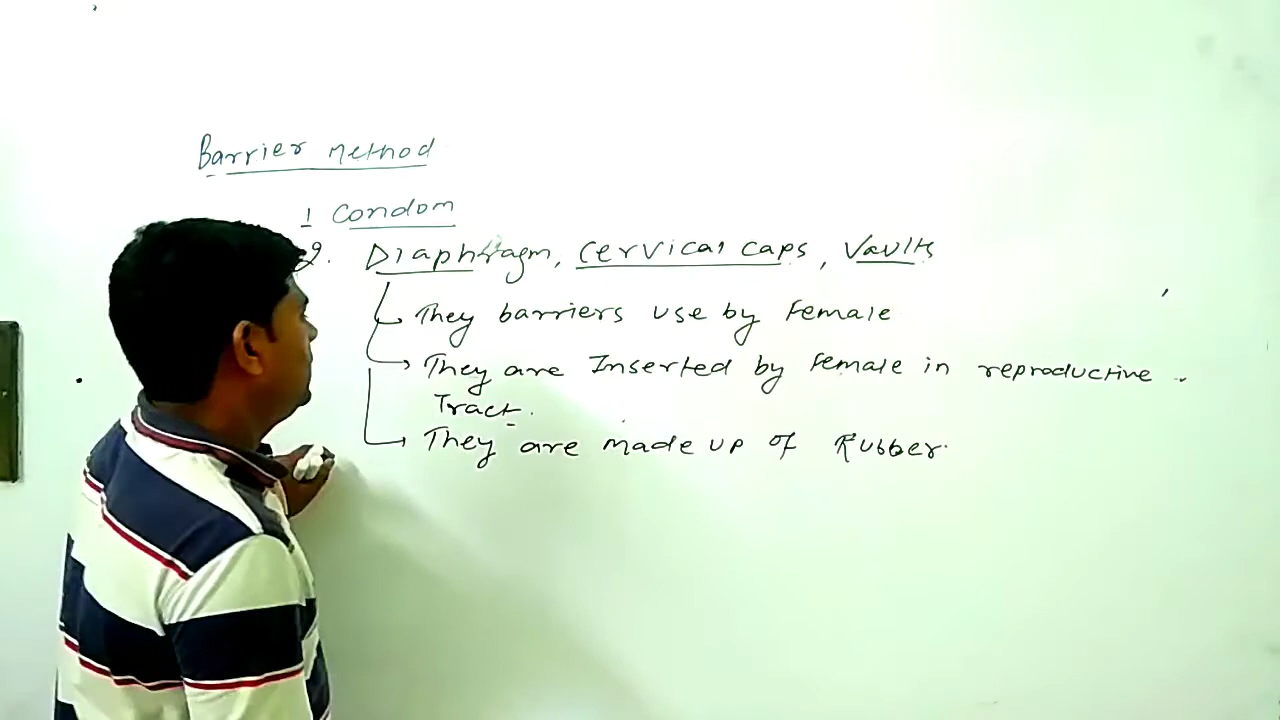 Barrier Method
1 Condom
2. Diaphragm, Cervical caps, Vaults
They barriers use by Female
They are Inserted by Female in reproductive
Tract.
They are made up of Rubber.